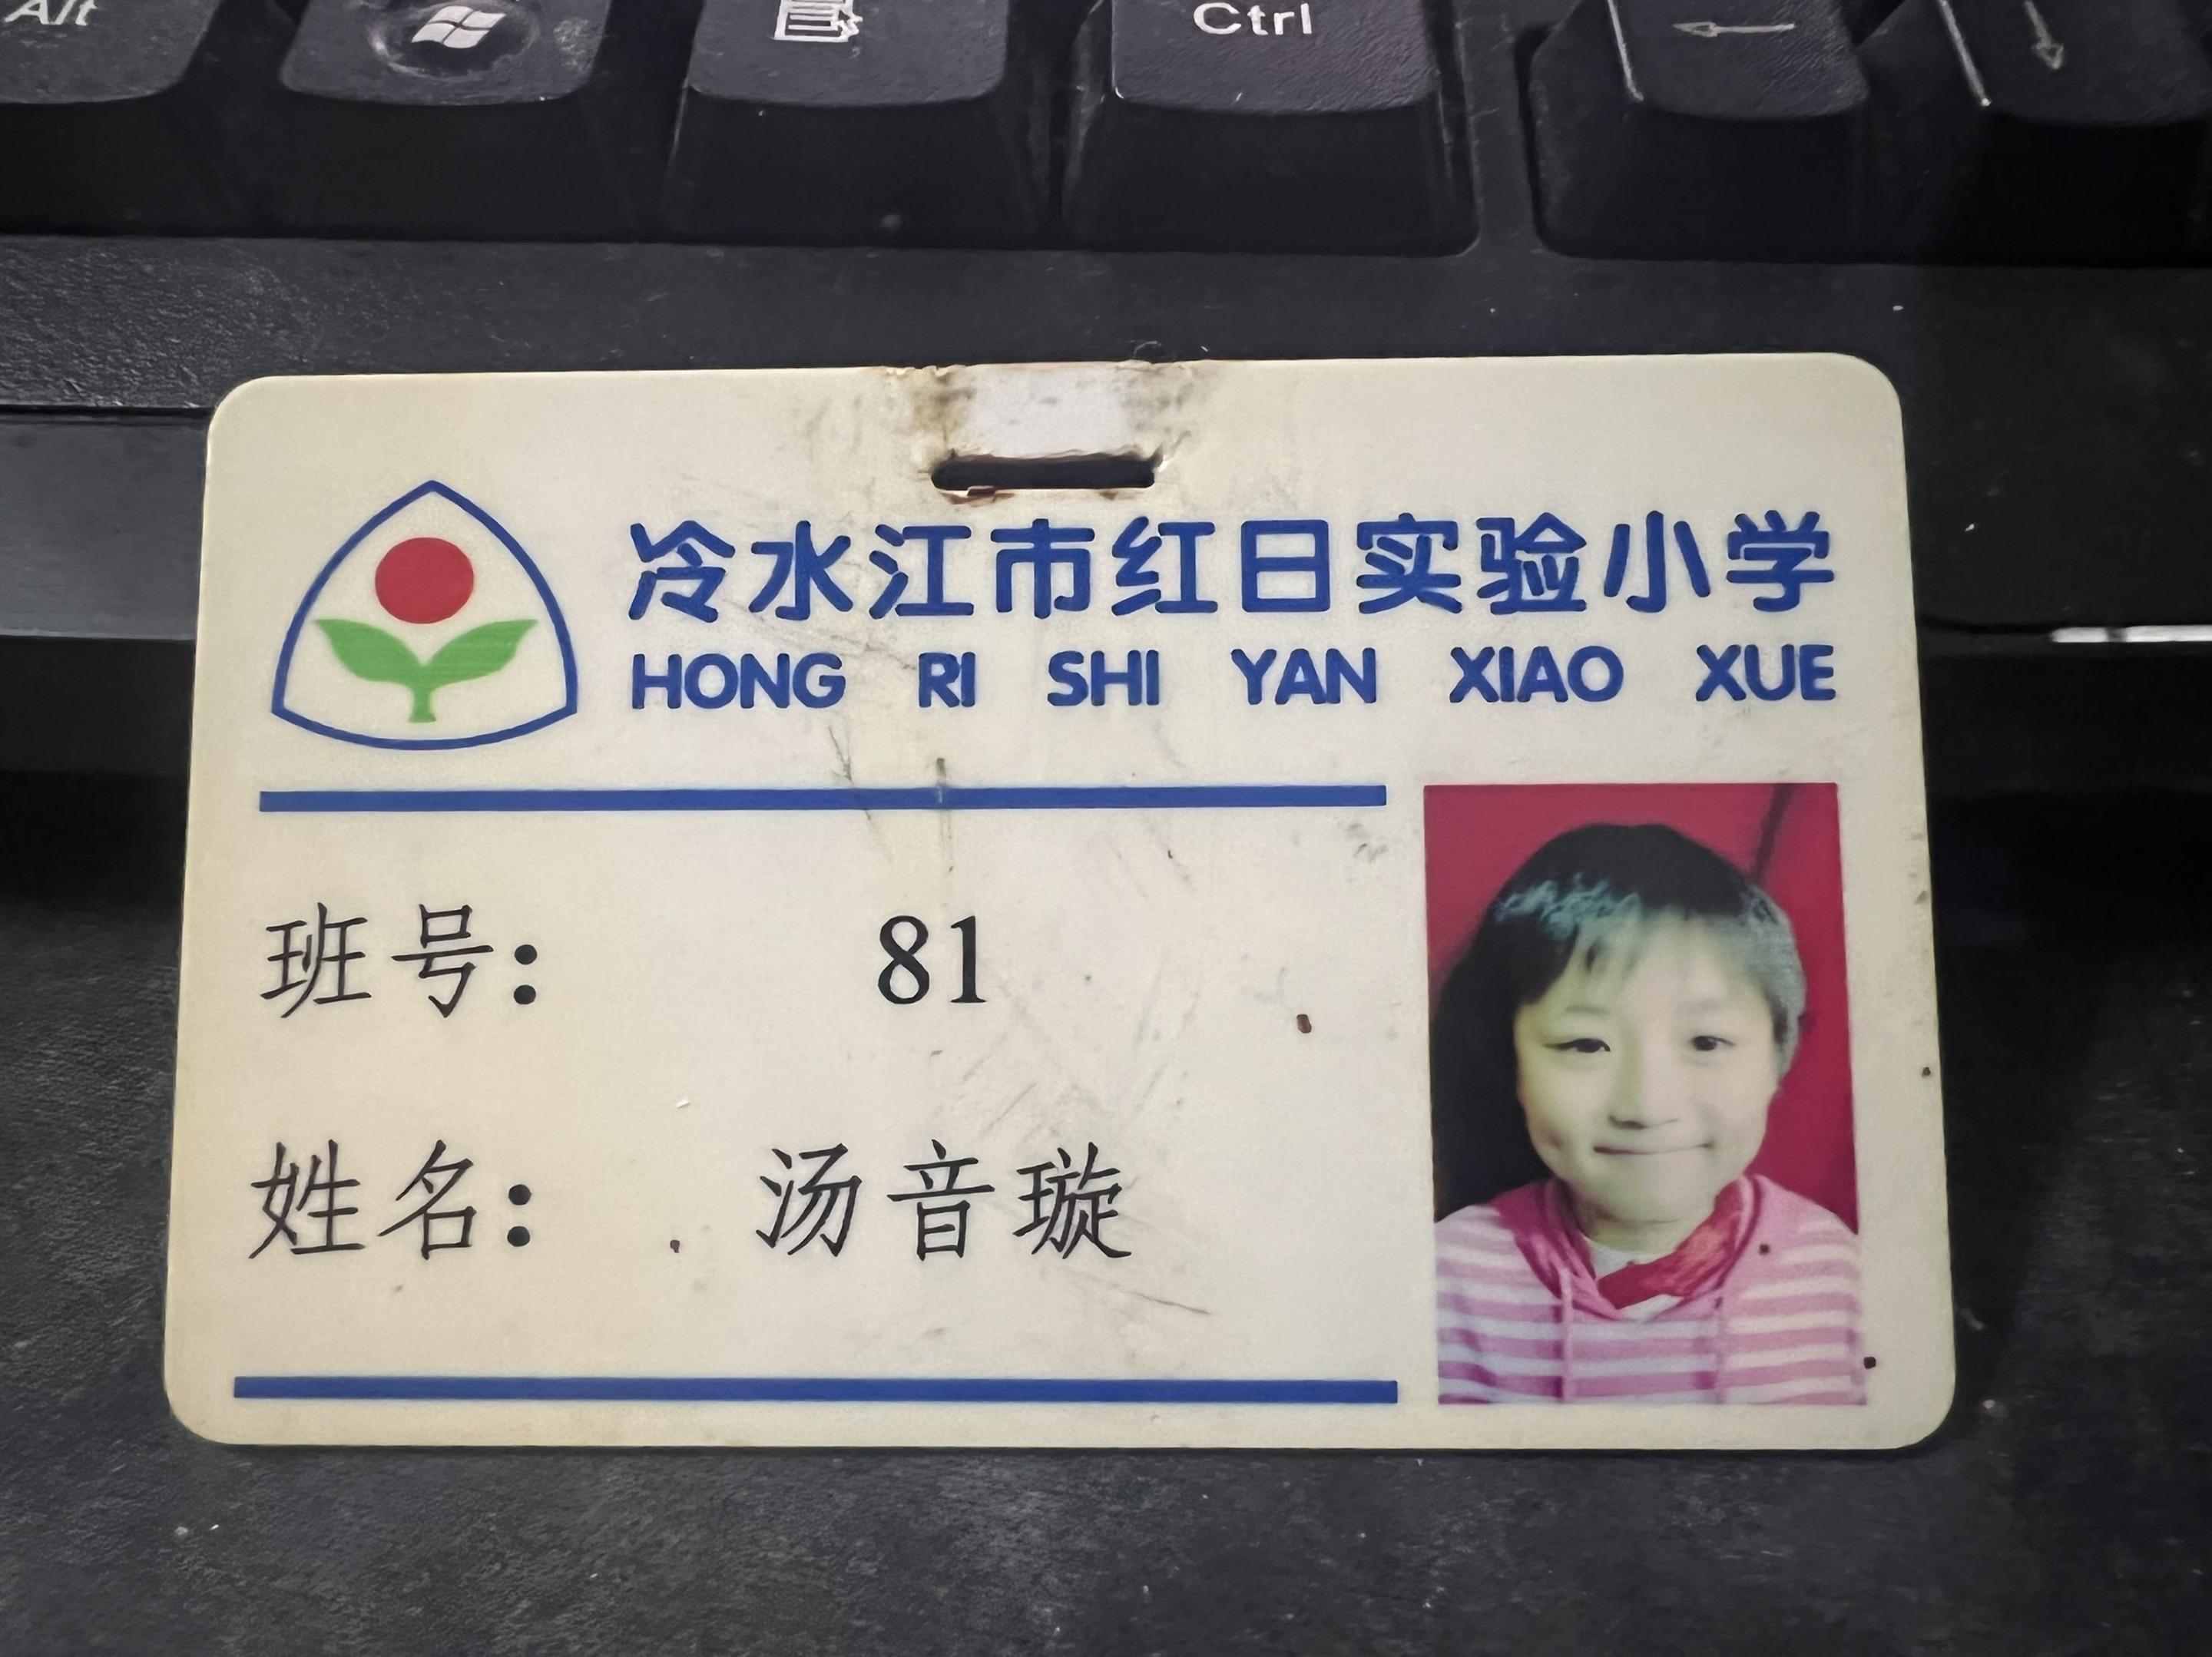 Alt
Ctrl
冷水江市红日实验小学
HONG RI SHI YAN XIAO XUE
班号： 81
姓名： 汤音璇